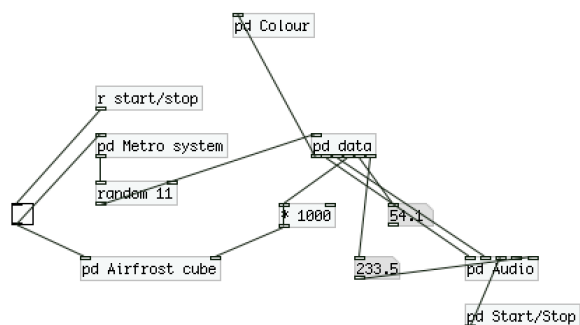 pd Colour
r start/stop
pd Metro system
pd data
random 11
* 1000
54.1
pd Airfrost cube
233.5
pd Audio
pd Start/Stop